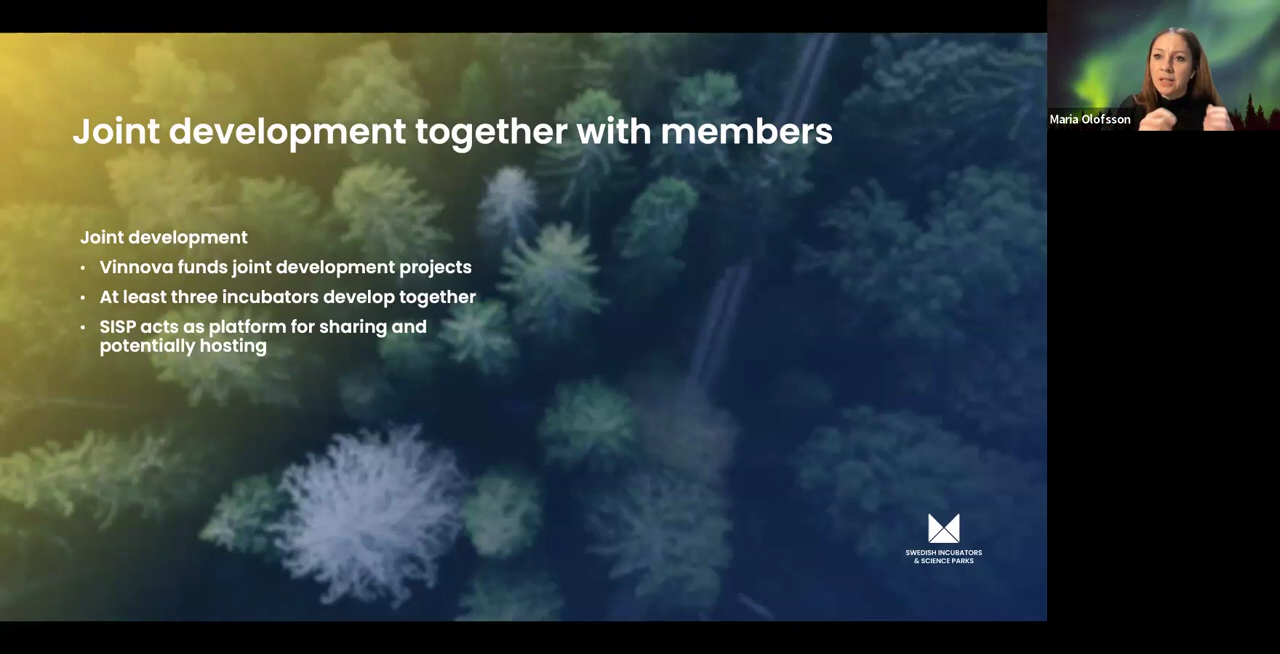 Joint development together with members
Joint development
• Vinnova funds joint development projects
• At least three incubators develop together
• SISP acts as platform for sharing and
potentially hosting
SWEDISH INCUBATORS
& SCIENCE PARKS
Maria Olofsson